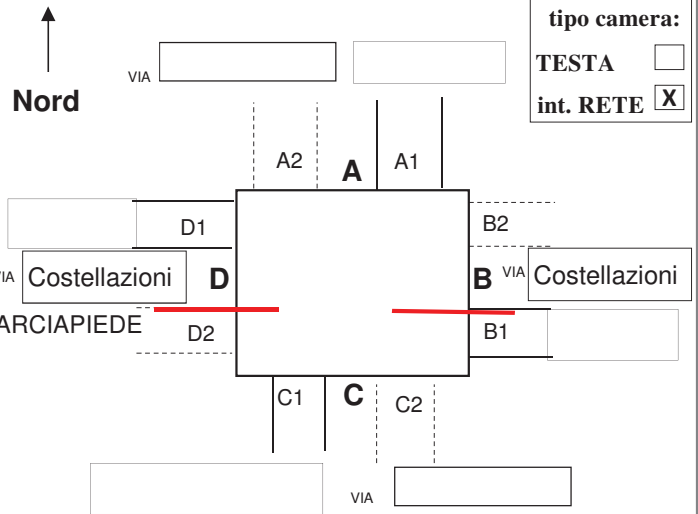 tipo camera:
TESTA
int. RETE X
Nord
VIA
A2 A A1
D1 B2
VIA Costellazioni D B VIA Costellazioni
ARCIAPIEDE D2 B1
C1 C C2
VIA